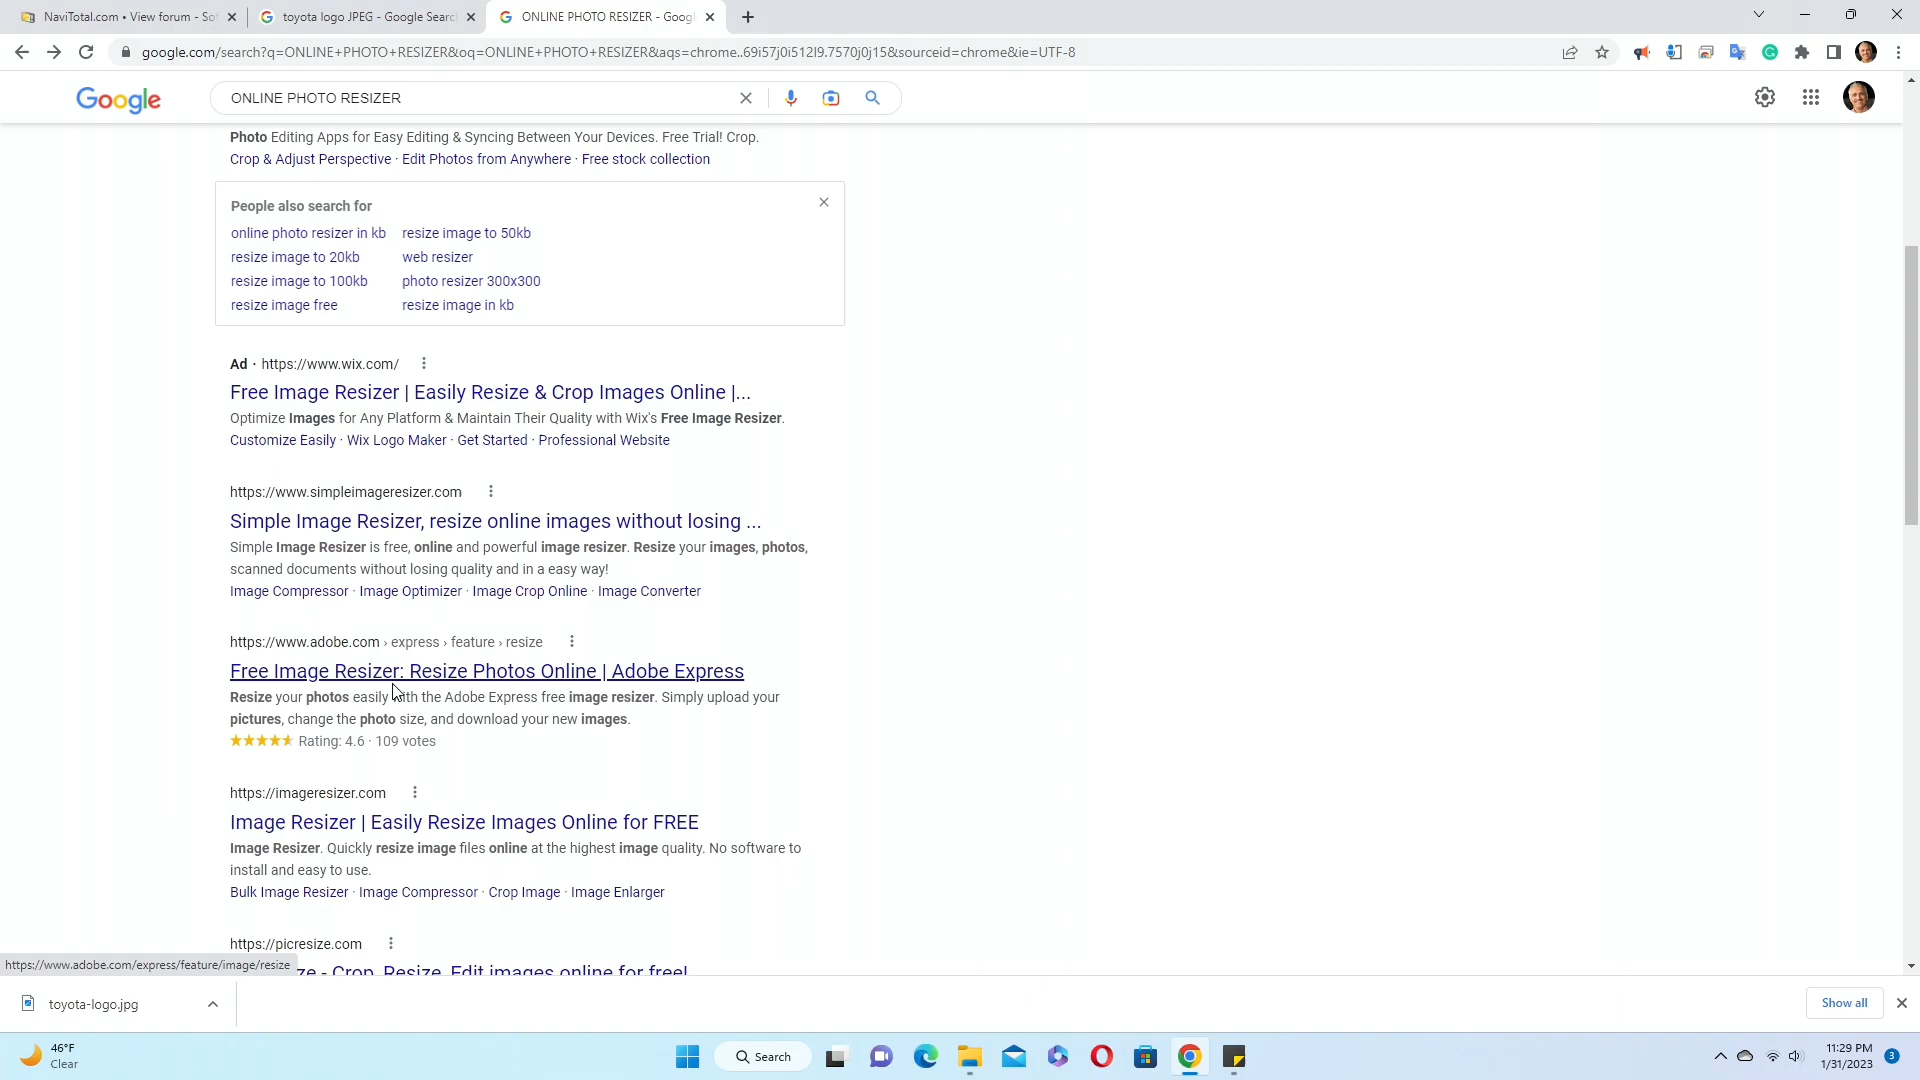 NaviTotal.com • View forum - Sof
toyota logo JPEG - Google Searc
ONLINE PHOTO RESIZER - Googl
google.com/search?q=ONLINE+PHOTO+RESIZER&oq=ONLINE+PHOTO+RESIZER&aqs=chrome..69i57j0i512l9.7570j0j15&sourceid=chrome&ie=UTF-8
Google
ONLINE PHOTO RESIZER
Photo Editing Apps for Easy Editing & Syncing Between Your Devices. Free Trial! Crop.
Crop & Adjust Perspective · Edit Photos from Anywhere · Free stock collection
People also search for
online photo resizer in kb
resize image to 50kb
resize image to 20kb
web resizer
resize image to 100kb
photo resizer 300x300
resize image free
resize image in kb
Ad · https://www.wix.com/
Free Image Resizer | Easily Resize & Crop Images Online |...
Optimize Images for Any Platform & Maintain Their Quality with Wix's Free Image Resizer.
Customize Easily · Wix Logo Maker · Get Started · Professional Website
https://www.simpleimageresizer.com
Simple Image Resizer, resize online images without losing ...
Simple Image Resizer is free, online and powerful image resizer. Resize your images, photos,
scanned documents without losing quality and in a easy way!
Image Compressor · Image Optimizer · Image Crop Online · Image Converter
https://www.adobe.com › express › feature › resize
Free Image Resizer: Resize Photos Online | Adobe Express
Resize your photos easily with the Adobe Express free image resizer. Simply upload your
pictures, change the photo size, and download your new images.
Rating: 4.6 · 109 votes
https://imageresizer.com
Image Resizer | Easily Resize Images Online for FREE
Image Resizer. Quickly resize image files online at the highest image quality. No software to
install and easy to use.
Bulk Image Resizer · Image Compressor · Crop Image · Image Enlarger
https://picresize.com
https://www.adobe.com/express/feature/image/resize
ze - Crop, Resize, Edit images online for free!
toyota-logo.jpg
Show all
46°F
Clear
Search
11:29 PM
1/31/2023
3